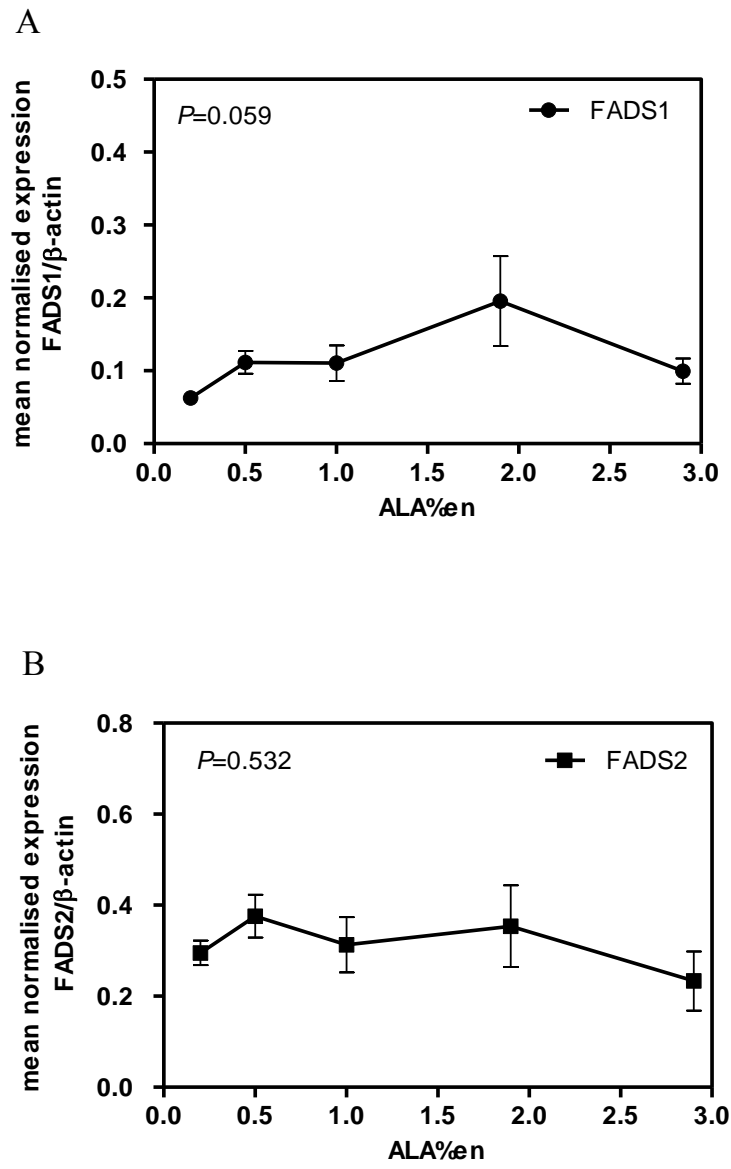 A
mean normalised expression
FADS1/β-actin
0.5
0.4
0.3
0.2
0.1
0.0
P=0.059
FADS1
0.0 0.5 1.0 1.5 2.0 2.5 3.0
ALA%en
B
mean normalised expression
FADS2/β-actin
0.8
0.6
0.4
0.2
0.0
P=0.532
FADS2
0.0 0.5 1.0 1.5 2.0 2.5 3.0
ALA%en